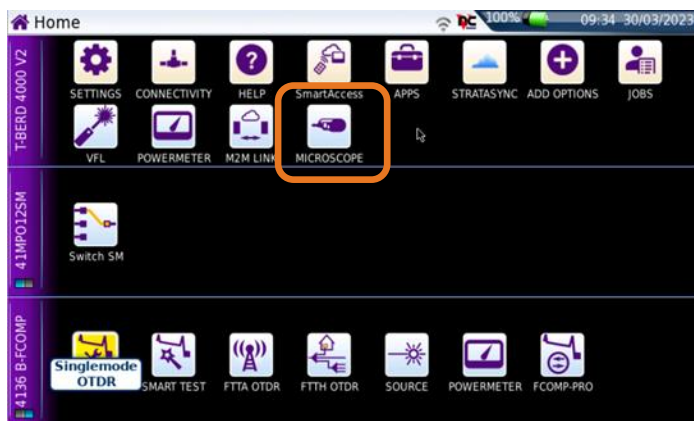 Home
100%
09:34 30/03/2023
T-BERD 4000 V2
SETTINGS CONNECTIVITY HELP SmartAccess APPS STRATASYNC ADD OPTIONS JOBS
VFL POWERMETER M2M LINK MICROSCOPE
41MPO12SM
Switch SM
4136 B-FCOMP
Singlemode
OTDR
SMART TEST FTTA OTDR FTTH OTDR SOURCE POWERMETER FCOMP-PRO